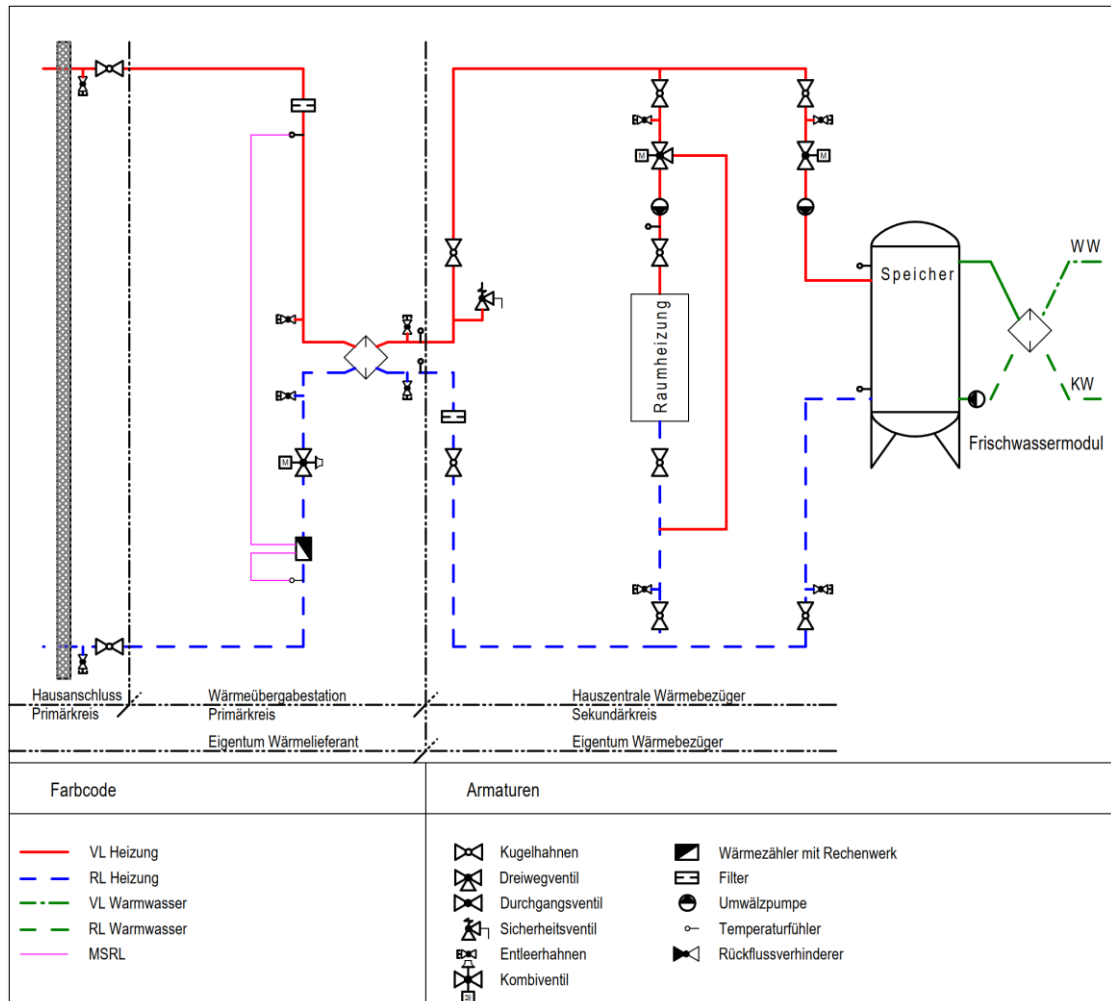 M
M
Speicher
WW
Raumheizung
KW
Frischwassermodul
M
Hausanschluss
Primärkreis
Wärmeübergabestation
Primärkreis
Hauszentrale Wärmebezüger
Sekundärkreis
Eigentum Wärmelieferant
Eigentum Wärmebezüger
Farbcode
Armaturen
VL Heizung
RL Heizung
VL Warmwasser
RL Warmwasser
MSRL
Kugelhahnen
Dreiwegventil
Durchgangsventil
Sicherheitsventil
Entleerhahnen
Kombiventil
M
Wärmezähler mit Rechenwerk
Filter
Umwälzpumpe
Temperaturfühler
Rückflussverhinderer